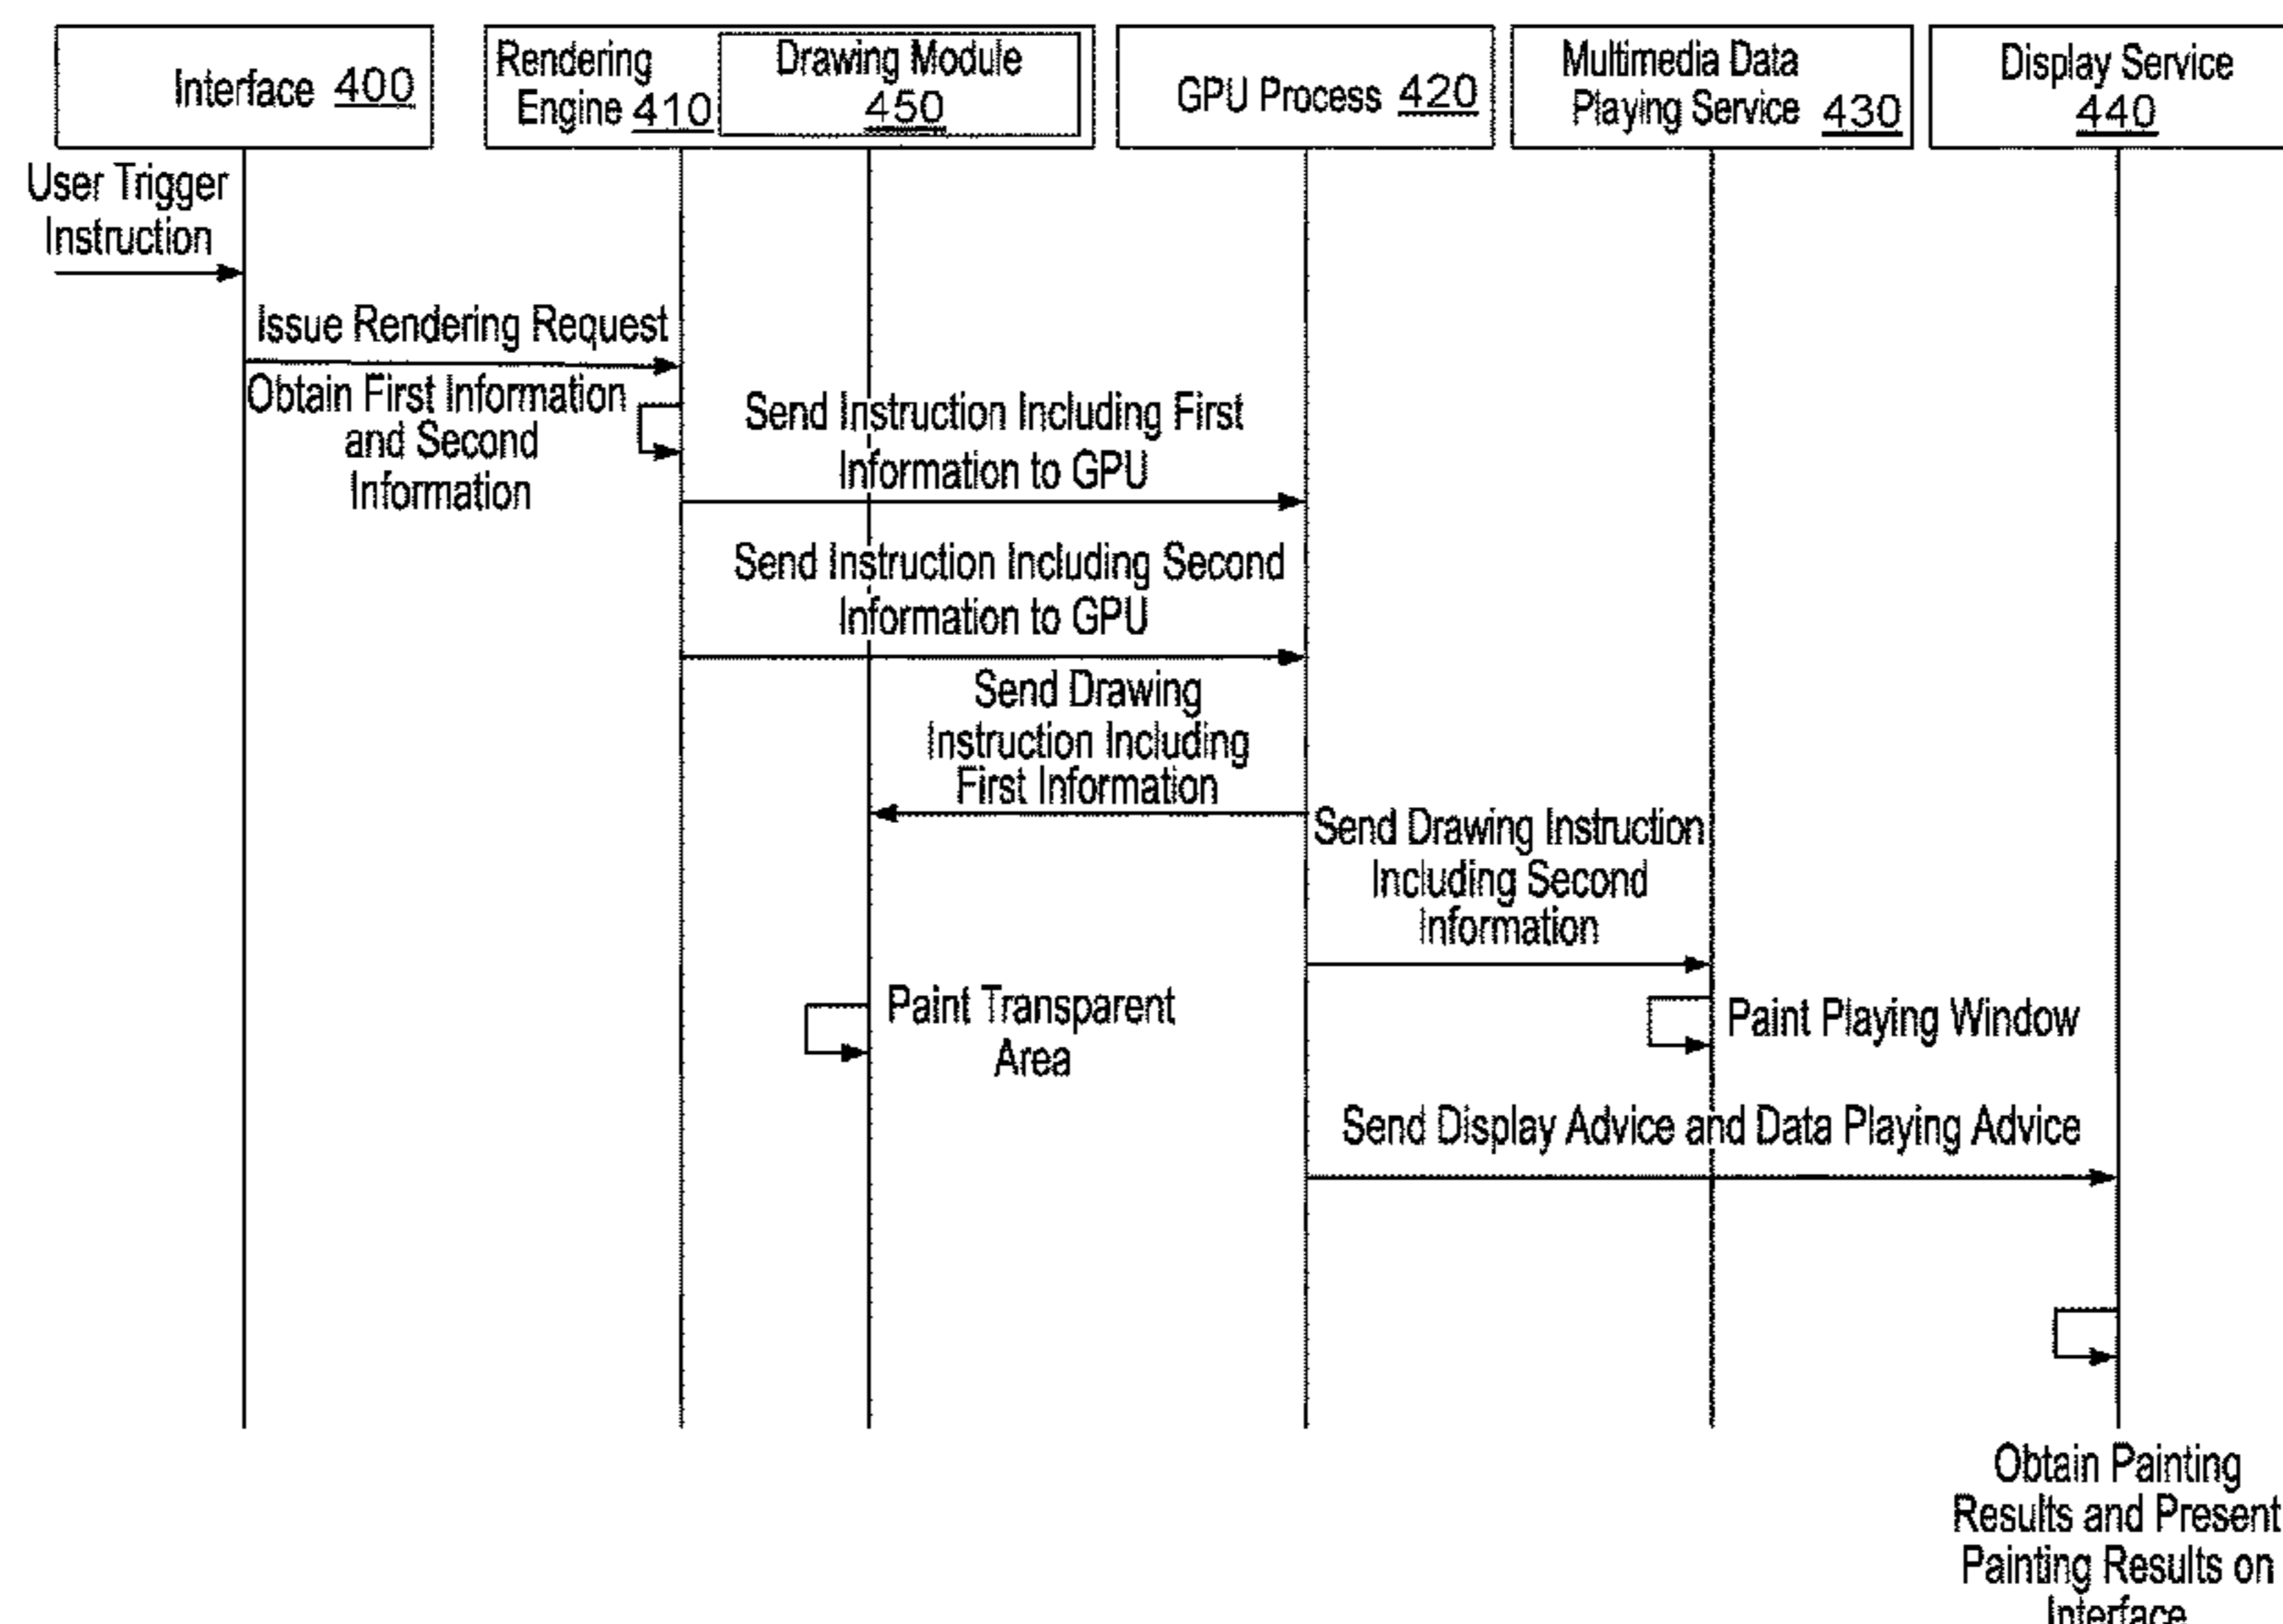 Interface 400
Rendering
Engine 410
Drawing Module
450
GPU Process 420
Multimedia Data
Playing Service 430
Display Service
440
User Trigger
Instruction
Issue Rendering Request
Obtain First Information
and Second
Information
Send Instruction Including First
Information to GPU
Send Instruction Including Second
Information to GPU
Send Drawing
Instruction Including
First Information
Send Drawing Instruction
Including Second
Information
Paint Transparent
Area
Paint Playing Window
Send Display Advice and Data Playing Advice
Obtain Painting
Results and Present
Painting Results on
Interface